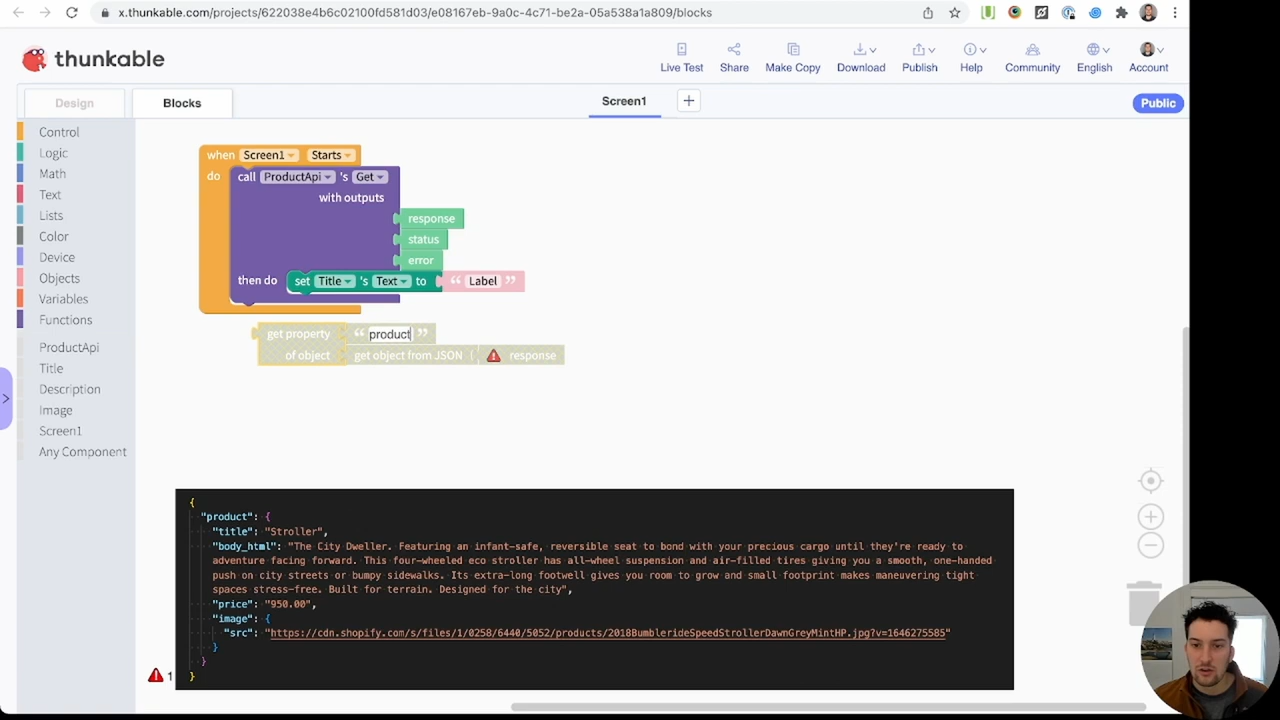 x.thunkable.com/projects/622038e4b6c02100fd581d03/e08167eb-9a0c-4c71-be2a-05a538a1a809/blocks
thunkable
Live Test
Share
Make Copy
Download
Publish
Help
Community
English
Account
Design
Blocks
Screen1
Public
Control
Logic
Math
Text
Lists
Color
Device
Objects
Variables
Functions
ProductApi
Title
Description
Image
Screen1
Any Component
when Screen1 Starts
do call ProductApi 's Get
with outputs
response
status
error
then do set Title 's Text to “ Label ”
get property “ product ”
of object get object from JSON response
{
"product": {
"title": "Stroller",
"body_html": "The City Dweller. Featuring an infant-safe, reversible seat to bond with your precious cargo until they're ready to
adventure facing forward. This four-wheeled eco stroller has all-wheel suspension and air-filled tires giving you a smooth, one-handed
push on city streets or bumpy sidewalks. Its extra-long footwell gives you room to grow and small footprint makes maneuvering tight
spaces stress-free. Built for terrain. Designed for the city",
"price": "950.00",
"image": {
"src": "https://cdn.shopify.com/s/files/1/0258/6440/5052/products/2018BumblerideSpeedStrollerDawnGreyMintHP.jpg?v=1646275585"
}
}
}
1